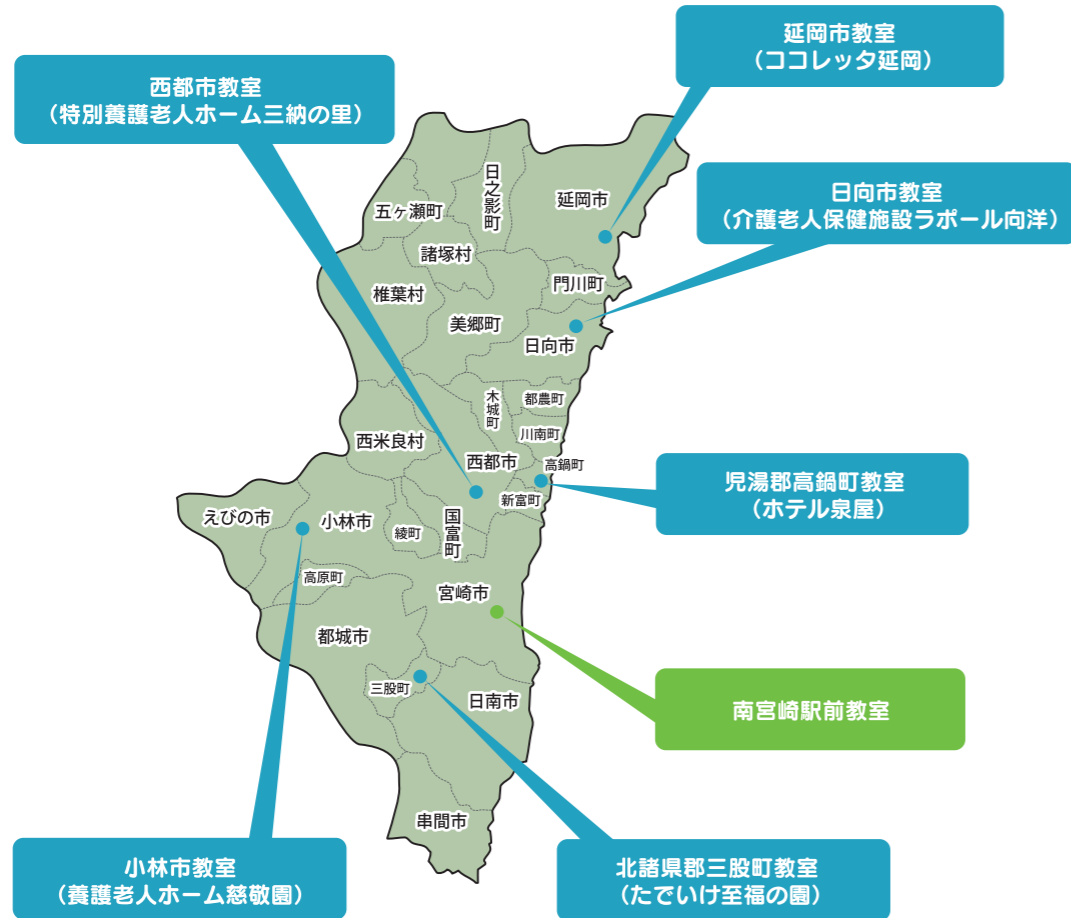 延岡市教室
（ココレッタ延岡）
西都市教室
（特別養護老人ホーム三納の里）
日向市教室
（介護老人保健施設ラポール向洋）
日之影町
延岡市
五ヶ瀬町
諸塚村
門川町
椎葉村
美郷町
日向市
木城町
都農町
川南町
西米良村
西都市
高鍋町
新富町
児湯郡高鍋町教室
（ホテル泉屋）
えびの市
小林市
綾町
国富町
高原町
宮崎市
都城市
三股町
日南市
南宮崎駅前教室
串間市
小林市教室
（養護老人ホーム慈敬園）
北諸県郡三股町教室
（たでいけ至福の園）